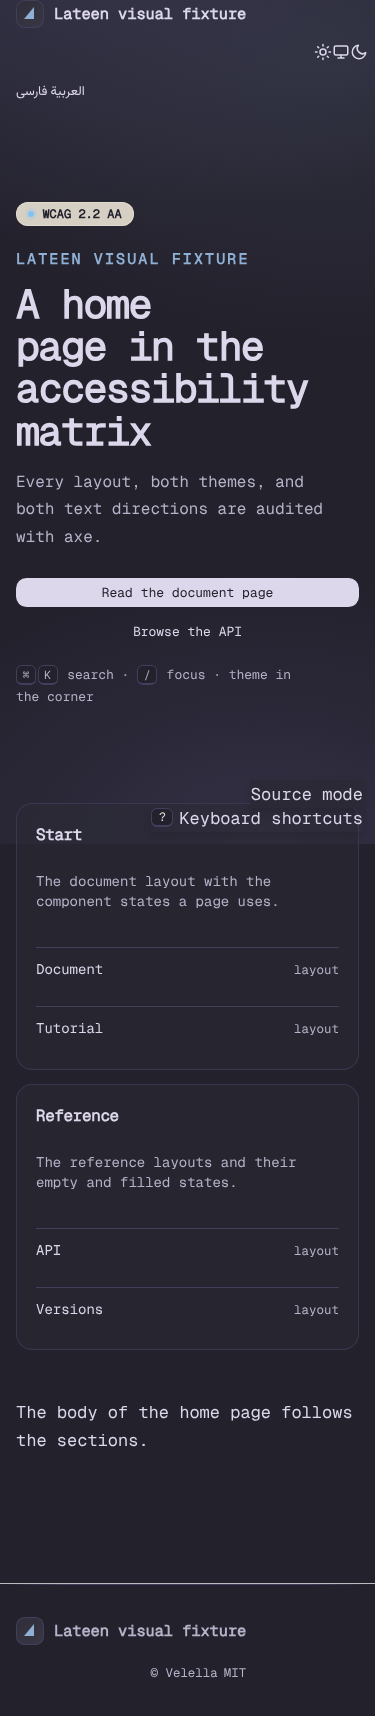 Lateen visual fixture
العربية فارسی
WCAG 2.2 AA
LATEEN VISUAL FIXTURE
A home
page in the
accessibility
matrix
Every layout, both themes, and
both text directions are audited
with axe.
Read the document page
Browse the API
⌘ K search · / focus · theme in
the corner
Source mode
? Keyboard shortcuts
Start
The document layout with the
component states a page uses.
Document layout
Tutorial layout
Reference
The reference layouts and their
empty and filled states.
API layout
Versions layout
The body of the home page follows
the sections.
Lateen visual fixture
© Velella MIT